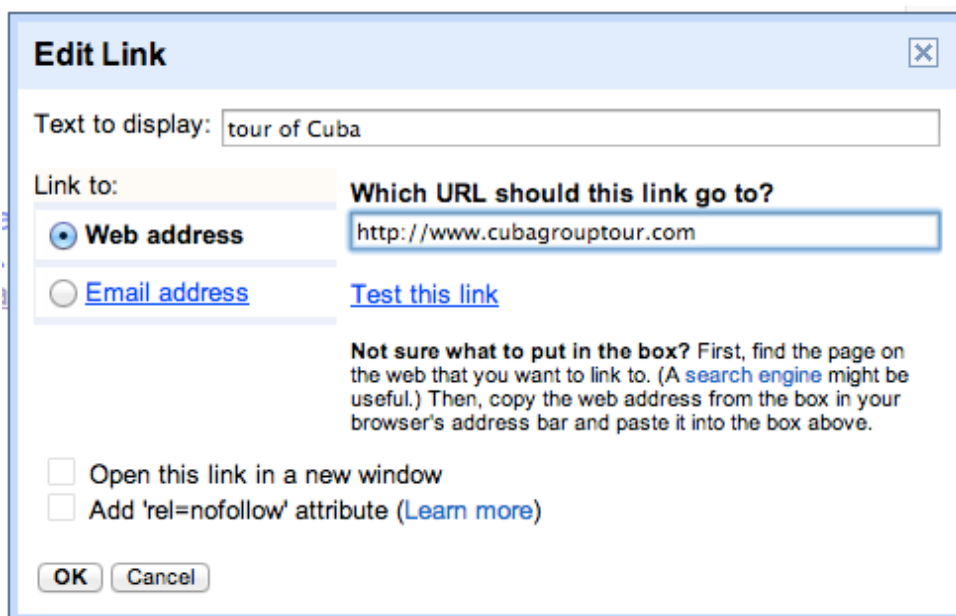 Edit Link
Text to display: tour of Cuba
Link to:
Which URL should this link go to?
Web address
http://www.cubagrouptour.com
Email address
Test this link
Not sure what to put in the box? First, find the page on
the web that you want to link to. (A search engine might be
useful.) Then, copy the web address from the box in your
browser's address bar and paste it into the box above.
Open this link in a new window
Add 'rel=nofollow' attribute (Learn more)
OK Cancel